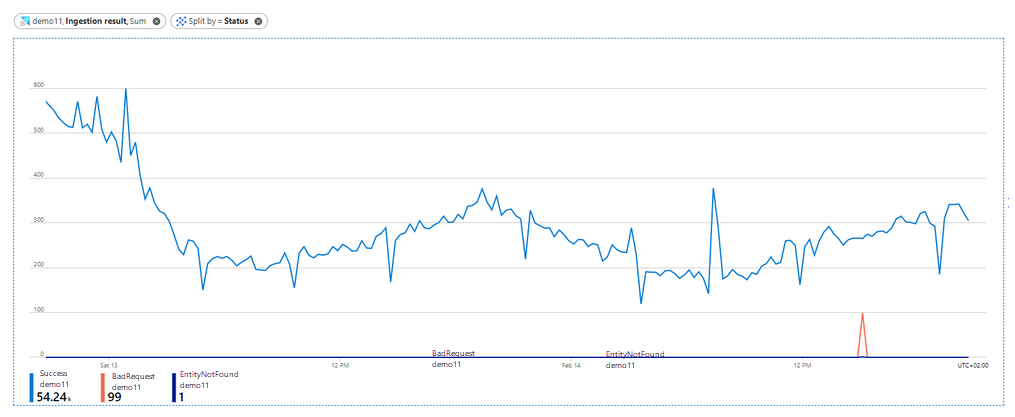 demo11, Ingestion result, Sum
Split by = Status
600
500
400
300
200
100
0
Sat 13
12 PM
Feb 14
12 PM
UTC+02:00
BadRequest
demo11
EntityNotFound
demo11
Success
demo11
54.24 k
BadRequest
demo11
99
EntityNotFound
demo11
1